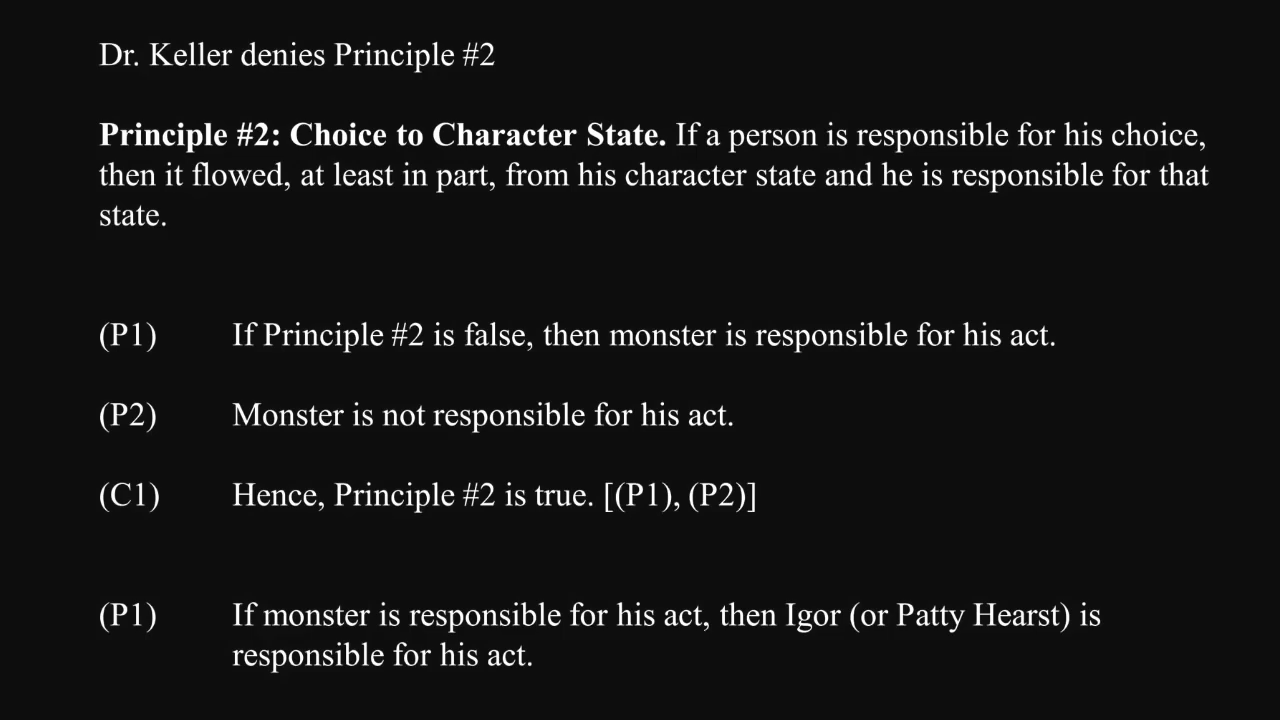 Dr. Keller denies Principle #2
Principle #2: Choice to Character State. If a person is responsible for his choice,
then it flowed, at least in part, from his character state and he is responsible for that
state.
(P1) If Principle #2 is false, then monster is responsible for his act.
(P2) Monster is not responsible for his act.
(C1) Hence, Principle #2 is true. [(P1), (P2)]
(P1) If monster is responsible for his act, then Igor (or Patty Hearst) is
responsible for his act.